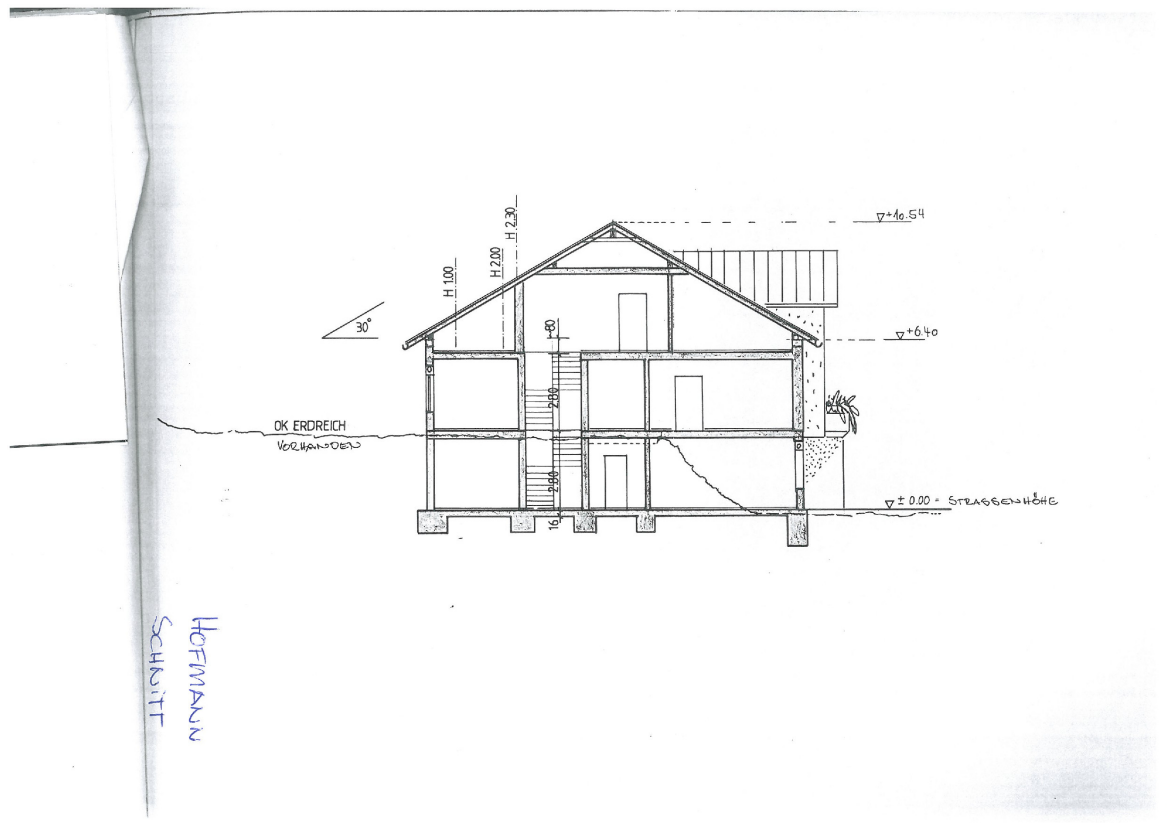 +10.54
H 2.30
H 2.00
H 1.00
30°
80
+6.40
2.80
OK ERDREICH
VORHANDEN
2.80
± 0.00 = STRASSENHÖHE
16
HOFMANN
SCHNITT